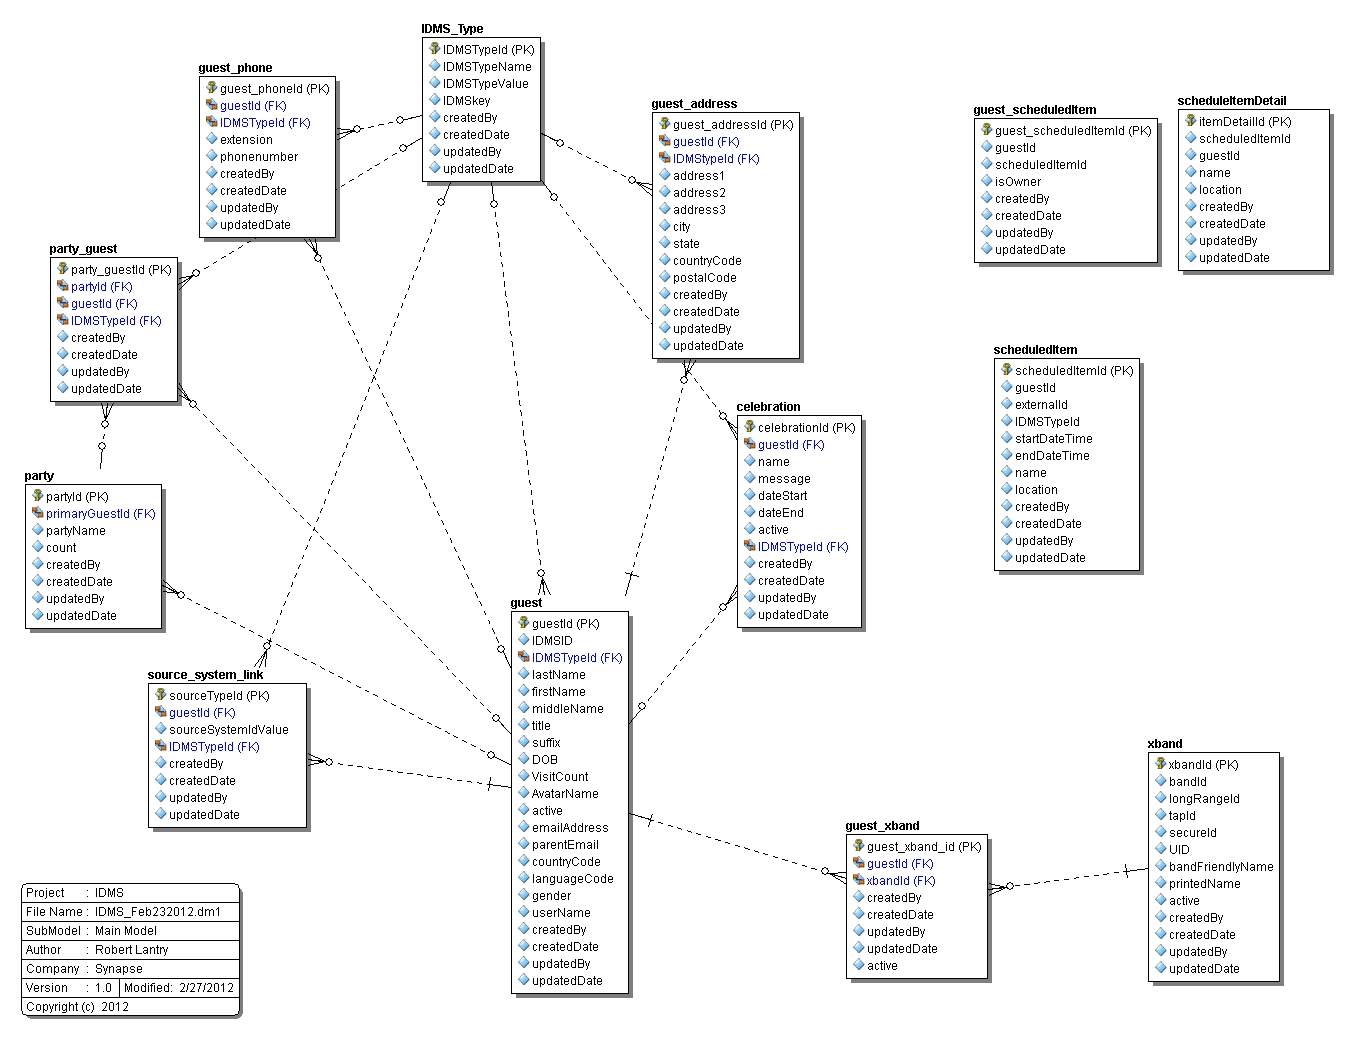 IDMS_Type
IDMSTypeId (PK)
IDMSTypeName
IDMSTypeValue
IDMSkey
createdBy
createdDate
updatedBy
updatedDate
guest_phone
guest_phoneId (PK)
guestId (FK)
IDMSTypeId (FK)
extension
phonenumber
createdBy
createdDate
updatedBy
updatedDate
guest_address
guest_addressId (PK)
guestId (FK)
IDMStypeId (FK)
address1
address2
address3
city
state
countryCode
postalCode
createdBy
createdDate
updatedBy
updatedDate
guest_scheduledItem
guest_scheduledItemId (PK)
guestId
scheduledItemId
isOwner
createdBy
createdDate
updatedBy
updatedDate
scheduleItemDetail
itemDetailId (PK)
scheduledItemId
guestId
name
location
createdBy
createdDate
updatedBy
updatedDate
party_guest
party_guestId (PK)
partyId (FK)
guestId (FK)
IDMSTypeId (FK)
createdBy
createdDate
updatedBy
updatedDate
scheduledItem
scheduledItemId (PK)
guestId
externalId
IDMSTypeId
startDateTime
endDateTime
name
location
createdBy
createdDate
updatedBy
updatedDate
celebration
celebrationId (PK)
guestId (FK)
name
message
dateStart
dateEnd
active
IDMSTypeId (FK)
createdBy
createdDate
updatedBy
updatedDate
party
partyId (PK)
primaryGuestId (FK)
partyName
count
createdBy
createdDate
updatedBy
updatedDate
guest
guestId (PK)
IDMSID
IDMSTypeId (FK)
lastName
firstName
middleName
title
suffix
DOB
VisitCount
AvatarName
active
emailAddress
parentEmail
countryCode
languageCode
gender
userName
createdBy
createdDate
updatedBy
updatedDate
source_system_link
sourceTypeId (PK)
guestId (FK)
sourceSystemIdValue
IDMSTypeId (FK)
createdBy
createdDate
updatedBy
updatedDate
xband
xbandId (PK)
bandId
longRangeId
tapId
secureId
UID
bandFriendlyName
printedName
active
createdBy
createdDate
updatedBy
updatedDate
guest_xband
guest_xband_id (PK)
guestId (FK)
xbandId (FK)
createdBy
createdDate
updatedBy
updatedDate
active
Project : IDMS
File Name : IDMS_Feb232012.dm1
SubModel : Main Model
Author : Robert Lantry
Company : Synapse
Version : 1.0 Modified: 2/27/2012
Copyright (c) 2012